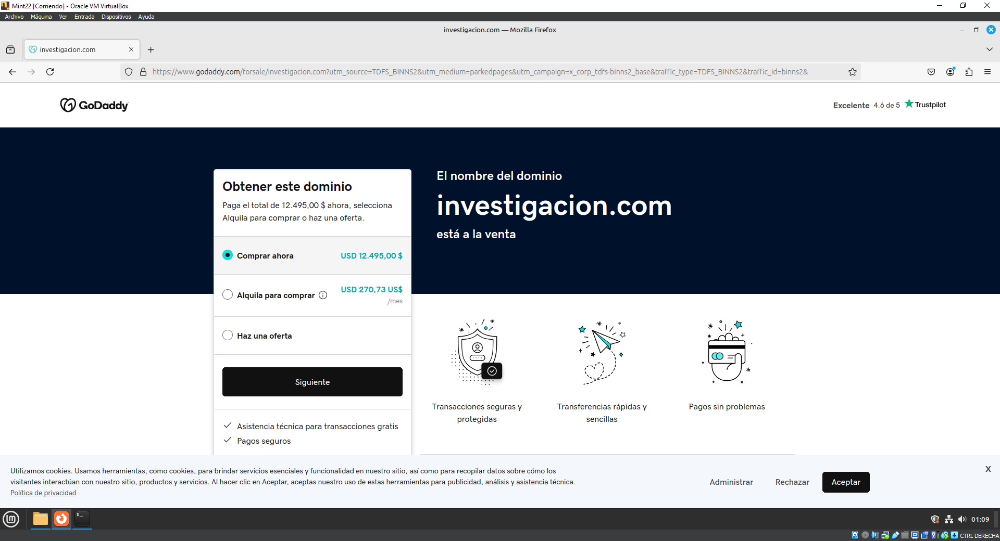 Mint22 [Corriendo] - Oracle VM VirtualBox
Archivo Máquina Ver Entrada Dispositivos Ayuda
investigacion.com — Mozilla Firefox
investigacion.com
https://www.godaddy.com/forsale/investigacion.com?utm_source=TDFS_BINNS2&utm_medium=parkedpages&utm_campaign=x_corp_tdfs-binns2_base&traffic_type=TDFS_BINNS2&traffic_id=binns2&
GoDaddy
Excelente 4.6 de 5 Trustpilot
Obtener este dominio
Paga el total de 12.495,00 $ ahora, selecciona
Alquila para comprar o haz una oferta.
Comprar ahora USD 12.495,00 $
Alquila para comprar USD 270,73 US$
/mes
Haz una oferta
Siguiente
Asistencia técnica para transacciones gratis
Pagos seguros
El nombre del dominio
investigacion.com
está a la venta
Transacciones seguras y
protegidas
Transferencias rápidas y
sencillas
Pagos sin problemas
Utilizamos cookies. Usamos herramientas, como cookies, para brindar servicios esenciales y funcionalidad en nuestro sitio, así como para recopilar datos sobre cómo los
visitantes interactúan con nuestro sitio, productos y servicios. Al hacer clic en Aceptar, aceptas nuestro uso de estas herramientas para publicidad, análisis y asistencia técnica.
Política de privacidad
Administrar Rechazar Aceptar
X
01:09
CTRL DERECHA